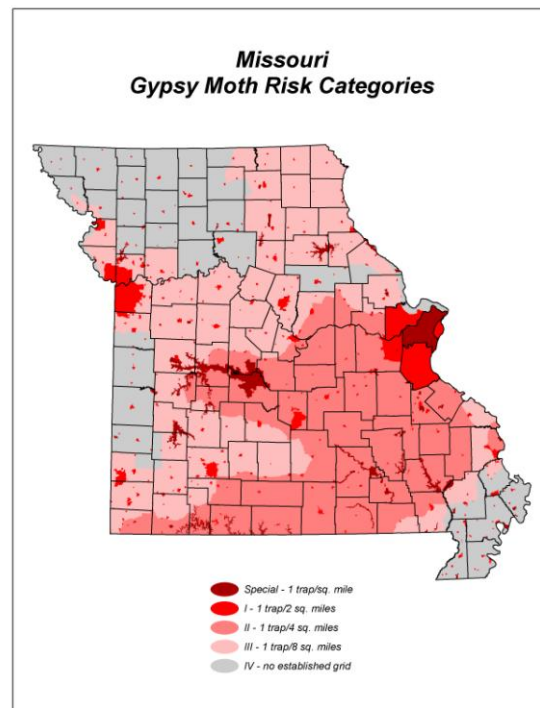 Missouri
Gypsy Moth Risk Categories
Special - 1 trap/sq. mile
I - 1 trap/2 sq. miles
II - 1 trap/4 sq. miles
III - 1 trap/8 sq. miles
IV - no established grid